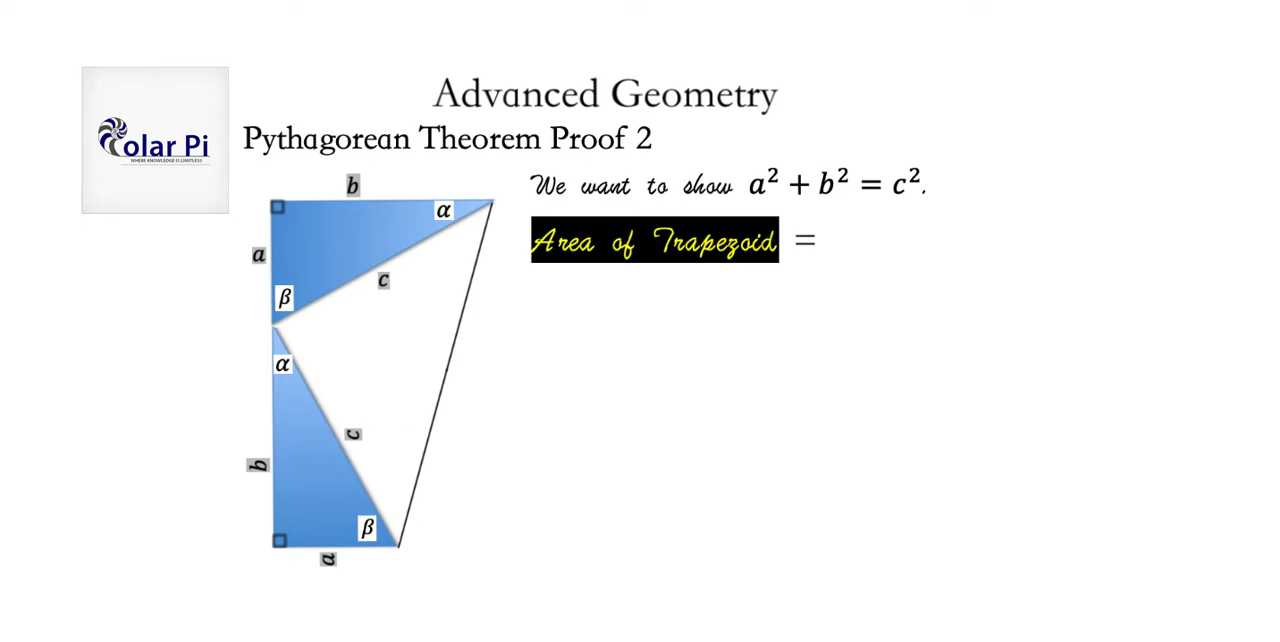 Advanced Geometry
olar Pi
WHERE KNOWLEDGE IS LIMITLESS
Pythagorean Theorem Proof 2
We want to show a² + b² = c².
Area of Trapezoid =
b
α
a
c
β
α
c
b
β
a